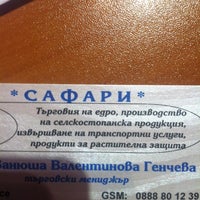 * САФАРИ *
Търговия на едро, производство
на селскостопанска продукция,
извършване на транспортни услуги,
продукти за растителна защита
Ванюша Валентинова Генчева
търговски мениджър
GSM: 0888 80 12 39